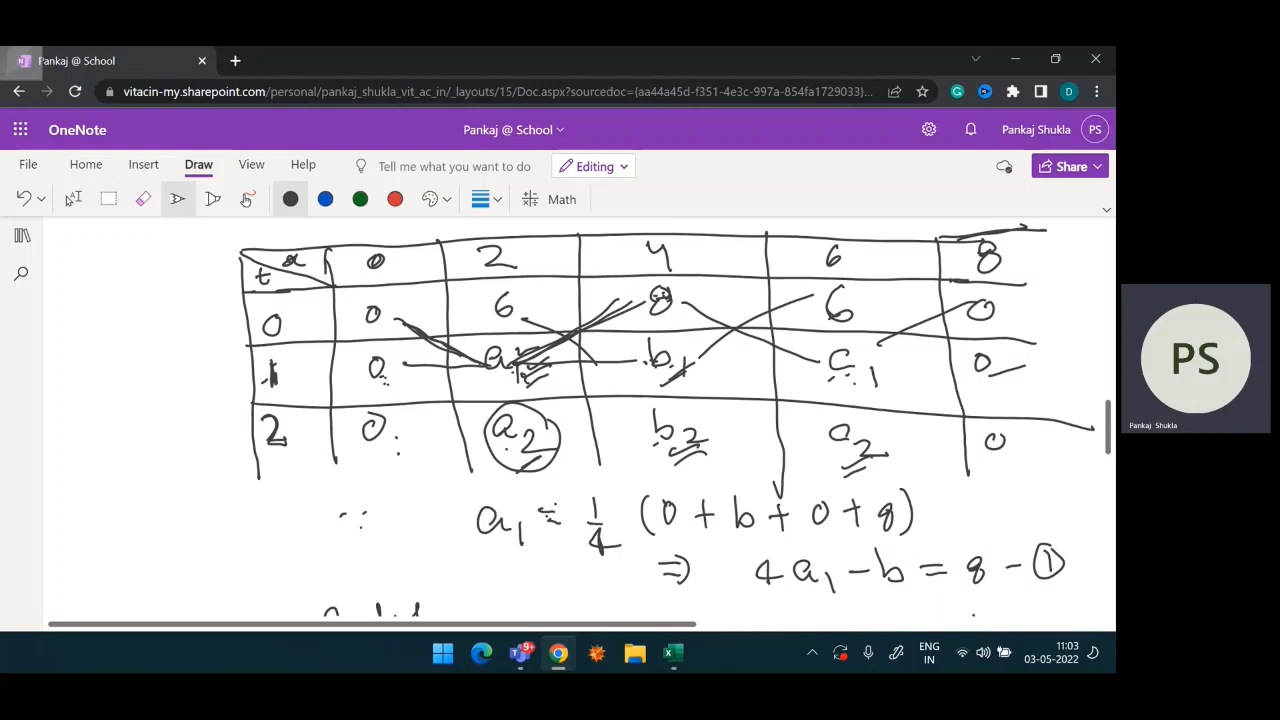 Pankaj @ School
vitacin-my.sharepoint.com/personal/pankaj_shukla_vit_ac_in/_layouts/15/Doc.aspx?sourcedoc={aa44a45d-f351-4e3c-997a-854fa1729033}...
D
OneNote
Pankaj @ School
Pankaj Shukla
PS
File Home Insert Draw View Help
Tell me what you want to do
Editing
Share
Math
x 0 2 4 6 8
t
0 0 6 8 6 0
1 0 a1 b1 c1 0
2 0 a2 b2 a2 0
a1 = 1/4 (0 + b + 0 + 8)
⇒ 4a1 - b = 8 - ①
PS
Pankaj Shukla
9+
ENG
IN
11:03
03-05-2022